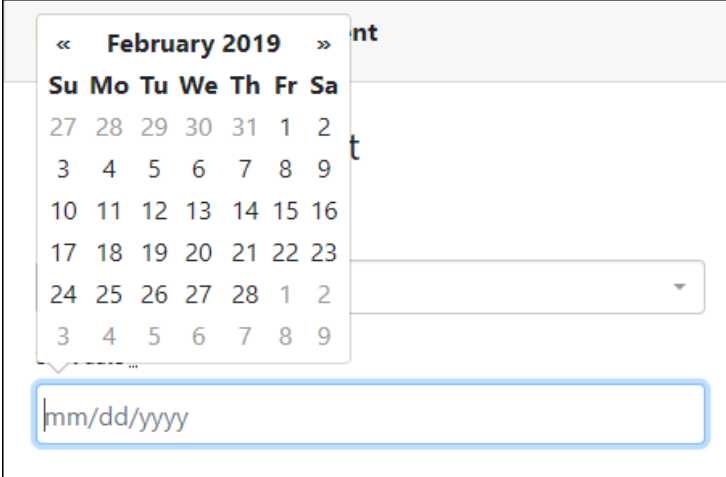 « February 2019 » nt
Su Mo Tu We Th Fr Sa
27 28 29 30 31 1 2
t
3 4 5 6 7 8 9
10 11 12 13 14 15 16
17 18 19 20 21 22 23
24 25 26 27 28 1 2
3 4 5 6 7 8 9
mm/dd/yyyy